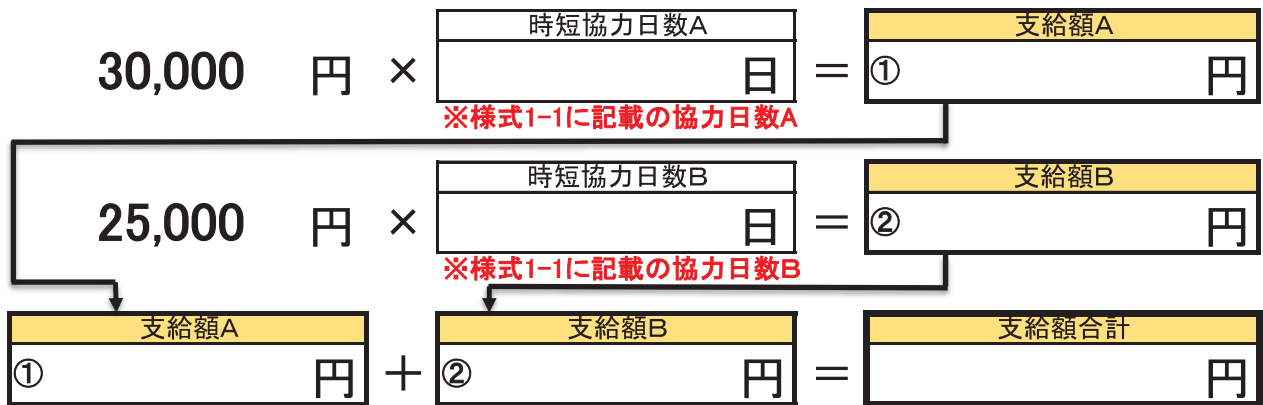 時短協力日数A 支給額A
30,000 円 × 日 = ① 円
※様式1-1に記載の協力日数A
時短協力日数B 支給額B
25,000 円 × 日 = ② 円
※様式1-1に記載の協力日数B
支給額A 支給額B 支給額合計
① 円 + ② 円 = 円